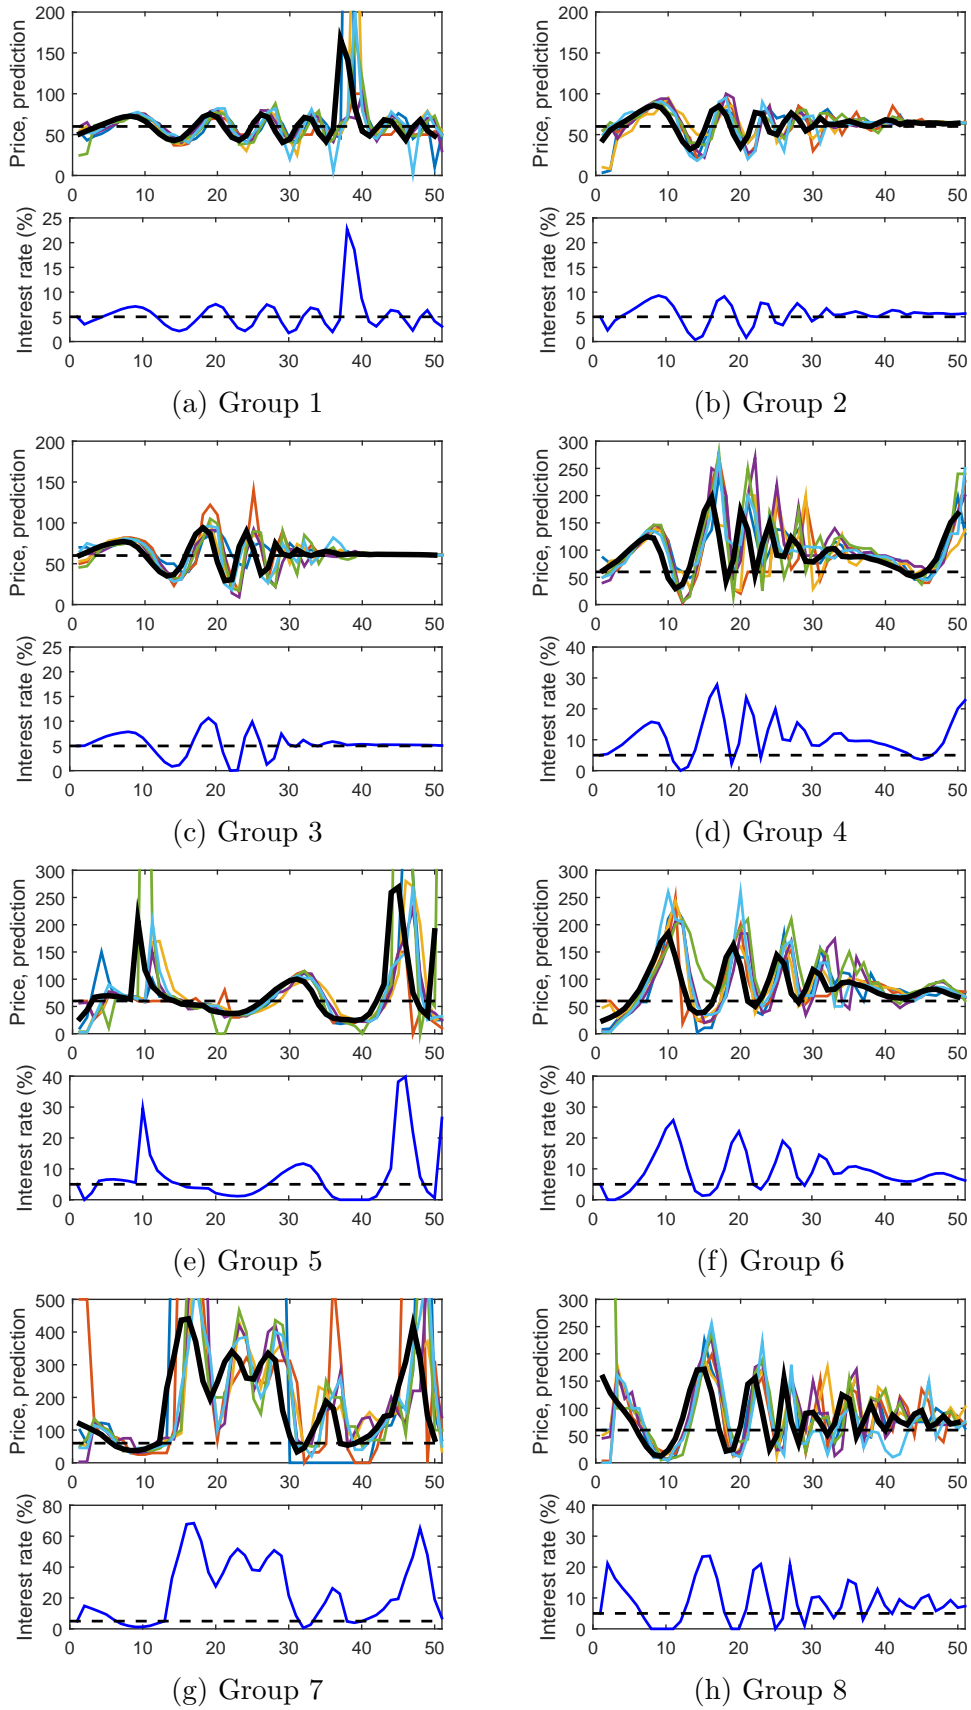 200
150
100
50
0
Price, prediction
0 10 20 30 40 50
25
20
15
10
5
0
Interest rate (%)
0 10 20 30 40 50
(a) Group 1
200
150
100
50
0
Price, prediction
0 10 20 30 40 50
25
20
15
10
5
0
Interest rate (%)
0 10 20 30 40 50
(b) Group 2
200
150
100
50
0
Price, prediction
0 10 20 30 40 50
25
20
15
10
5
0
Interest rate (%)
0 10 20 30 40 50
(c) Group 3
300
250
200
150
100
50
0
Price, prediction
0 10 20 30 40 50
40
30
20
10
0
Interest rate (%)
0 10 20 30 40 50
(d) Group 4
300
250
200
150
100
50
0
Price, prediction
0 10 20 30 40 50
40
30
20
10
0
Interest rate (%)
0 10 20 30 40 50
(e) Group 5
300
250
200
150
100
50
0
Price, prediction
0 10 20 30 40 50
40
30
20
10
0
Interest rate (%)
0 10 20 30 40 50
(f) Group 6
500
400
300
200
100
0
Price, prediction
0 10 20 30 40 50
80
60
40
20
0
Interest rate (%)
0 10 20 30 40 50
(g) Group 7
300
250
200
150
100
50
0
Price, prediction
0 10 20 30 40 50
40
30
20
10
0
Interest rate (%)
0 10 20 30 40 50
(h) Group 8